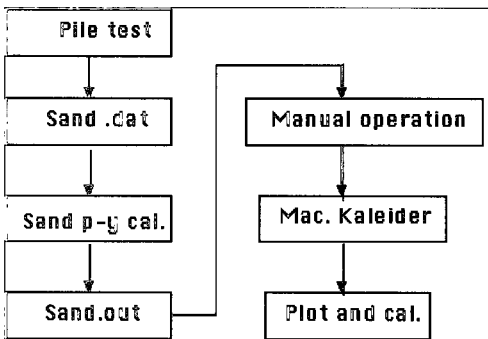 Pile test
Sand .dat
Sand p-y cal.
Sand.out
Manual operation
Mac. Kaleider
Plot and cal.